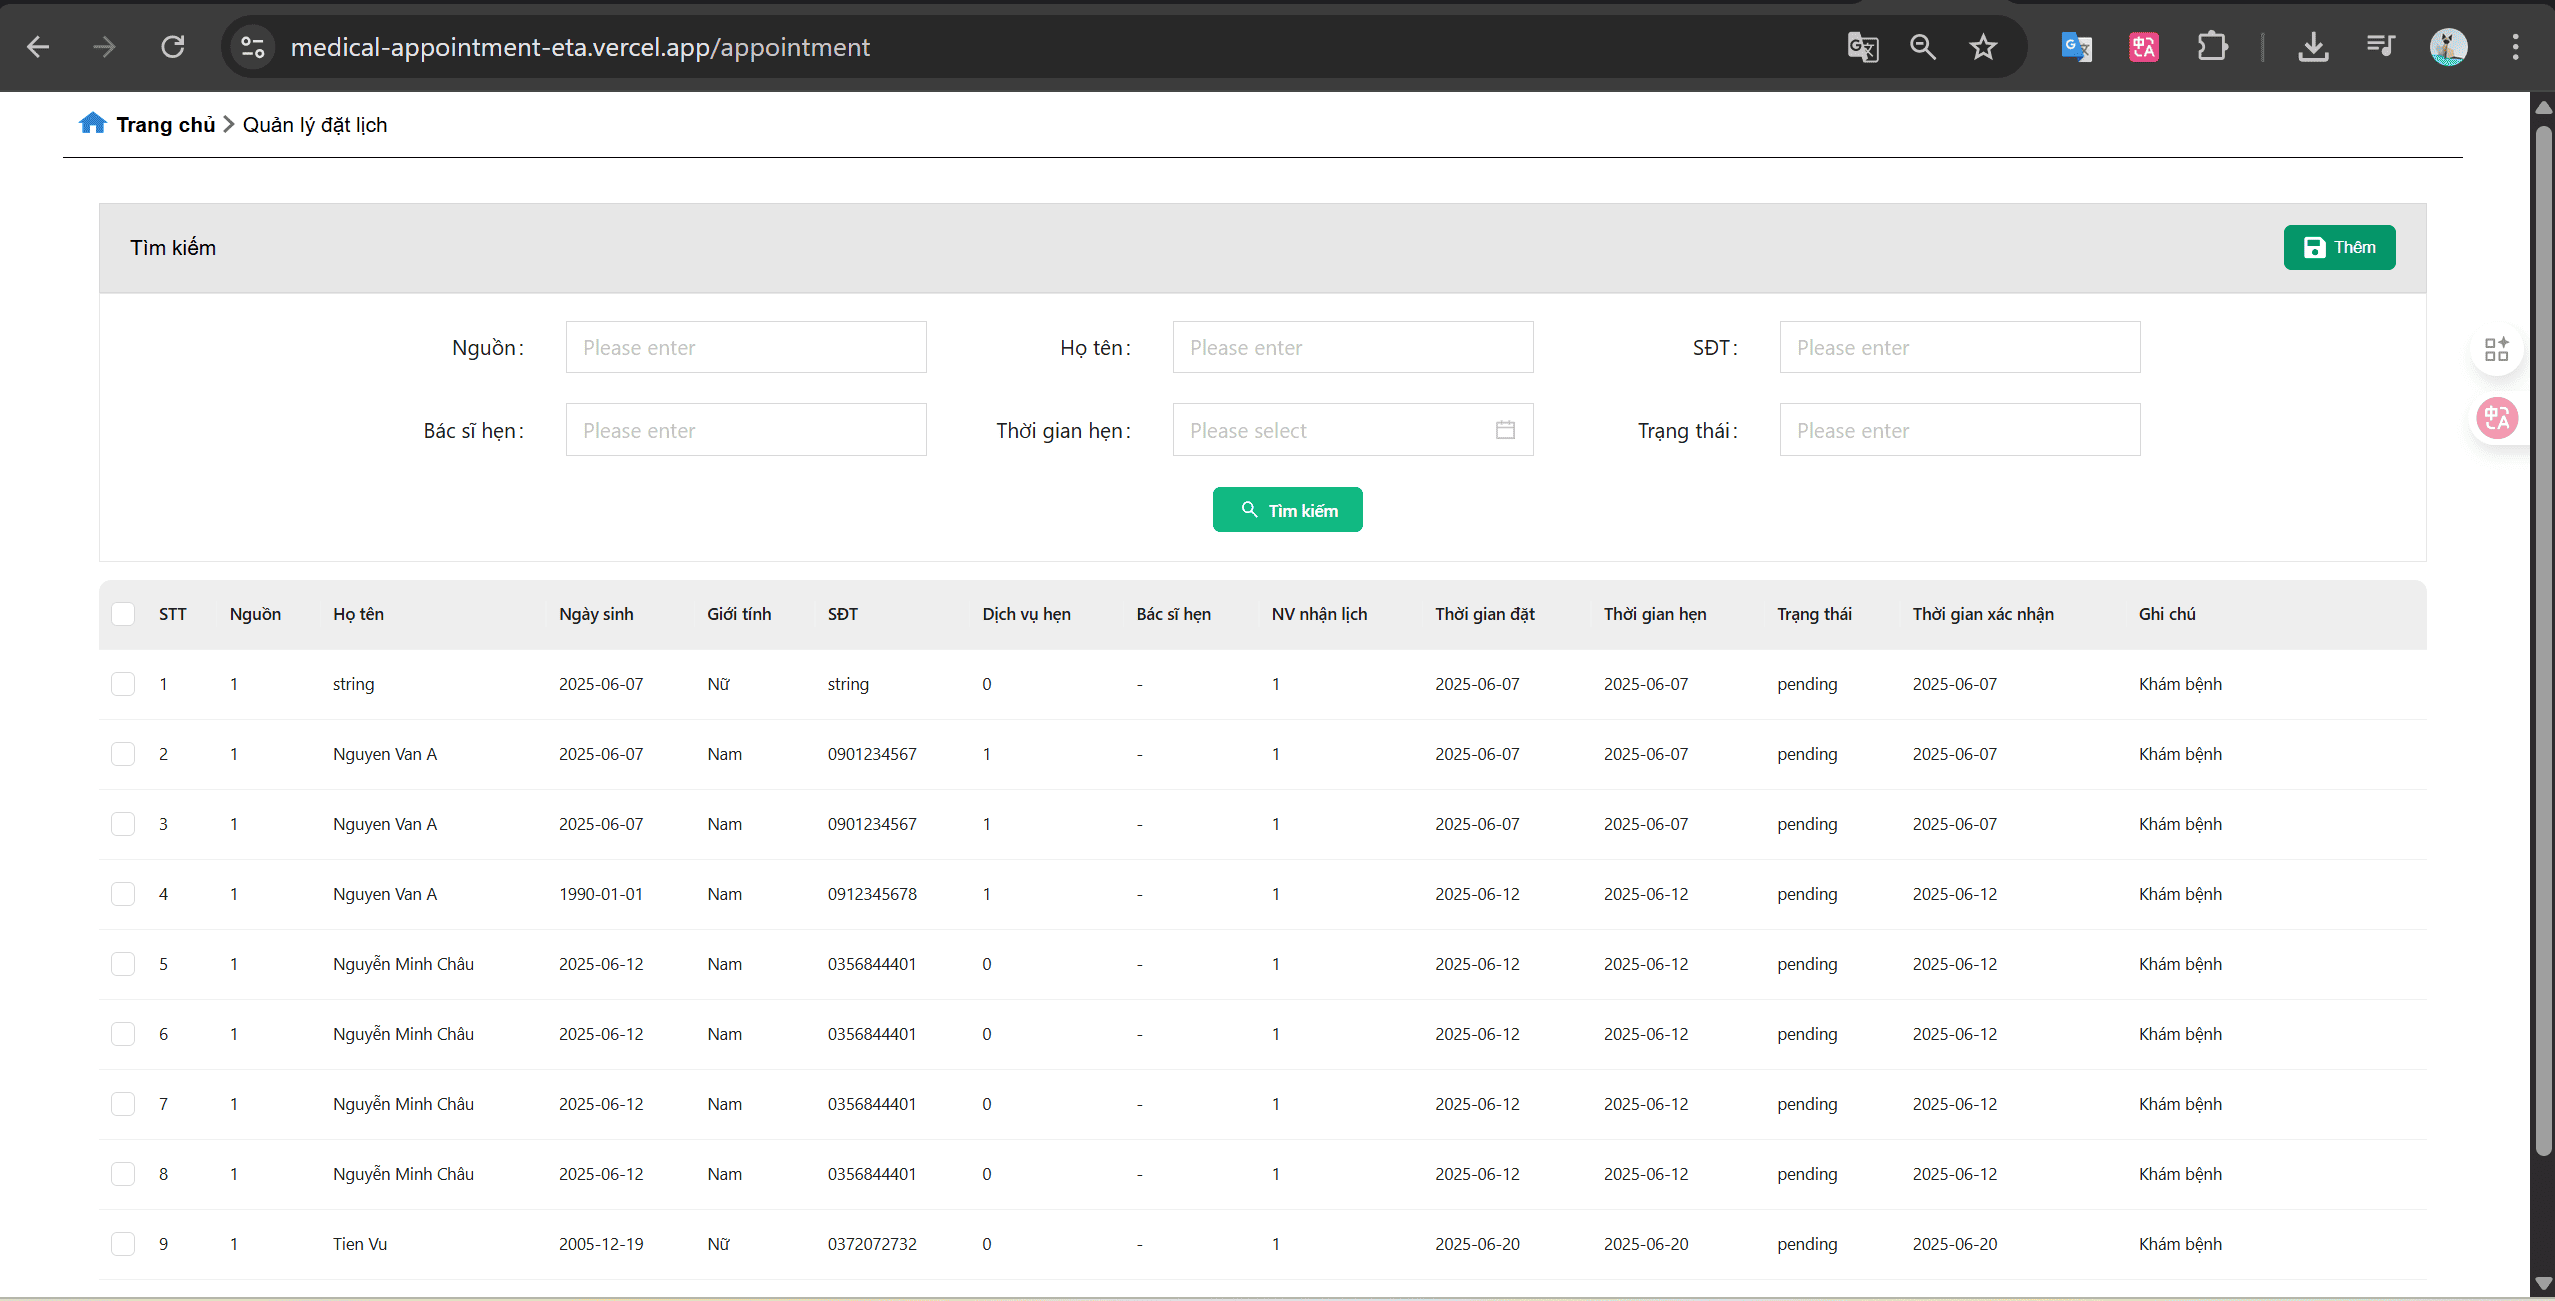 medical-appointment-eta.vercel.app/appointment
Trang chủ > Quản lý đặt lịch
Tìm kiếm
Thêm
Nguồn: Please enter Họ tên: Please enter SĐT: Please enter
Bác sĩ hẹn: Please enter Thời gian hẹn: Please select Trạng thái: Please enter
Tìm kiếm
STT Nguồn Họ tên Ngày sinh Giới tính SĐT Dịch vụ hẹn Bác sĩ hẹn NV nhận lịch Thời gian đặt Thời gian hẹn Trạng thái Thời gian xác nhận Ghi chú
1 1 string 2025-06-07 Nữ string 0 - 1 2025-06-07 2025-06-07 pending 2025-06-07 Khám bệnh
2 1 Nguyen Van A 2025-06-07 Nam 0901234567 1 - 1 2025-06-07 2025-06-07 pending 2025-06-07 Khám bệnh
3 1 Nguyen Van A 2025-06-07 Nam 0901234567 1 - 1 2025-06-07 2025-06-07 pending 2025-06-07 Khám bệnh
4 1 Nguyen Van A 1990-01-01 Nam 0912345678 1 - 1 2025-06-12 2025-06-12 pending 2025-06-12 Khám bệnh
5 1 Nguyễn Minh Châu 2025-06-12 Nam 0356844401 0 - 1 2025-06-12 2025-06-12 pending 2025-06-12 Khám bệnh
6 1 Nguyễn Minh Châu 2025-06-12 Nam 0356844401 0 - 1 2025-06-12 2025-06-12 pending 2025-06-12 Khám bệnh
7 1 Nguyễn Minh Châu 2025-06-12 Nam 0356844401 0 - 1 2025-06-12 2025-06-12 pending 2025-06-12 Khám bệnh
8 1 Nguyễn Minh Châu 2025-06-12 Nam 0356844401 0 - 1 2025-06-12 2025-06-12 pending 2025-06-12 Khám bệnh
9 1 Tien Vu 2005-12-19 Nữ 0372072732 0 - 1 2025-06-20 2025-06-20 pending 2025-06-20 Khám bệnh